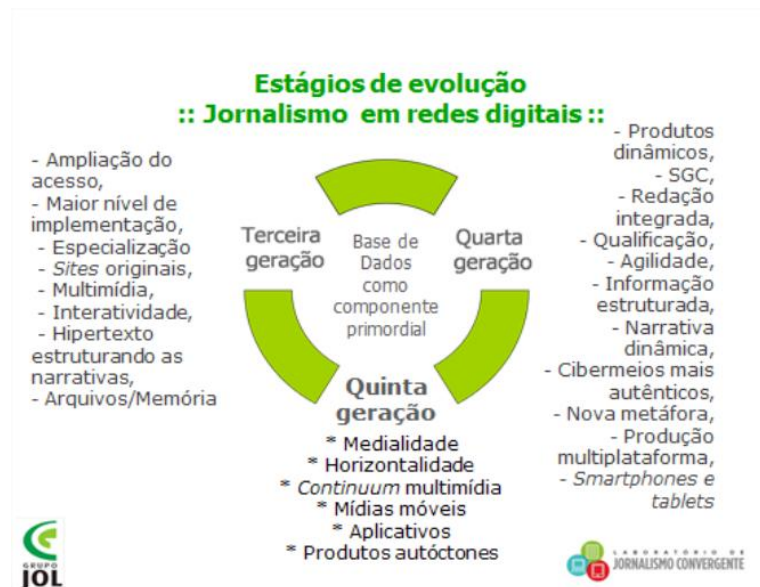 Estágios de evolução
:: Jornalismo em redes digitais ::
- Ampliação do
acesso,
- Maior nível de
implementação,
- Especialização
- Sites originais,
- Multimídia,
- Interatividade,
- Hipertexto
estruturando as
narrativas,
- Arquivos/Memória
Terceira
geração
Base de
Dados
como
componente
primordial
Quarta
geração
Quinta
geração
* Medialidade
* Horizontalidade
* Continuum multimídia
* Mídias móveis
* Aplicativos
* Produtos autóctones
- Produtos
dinâmicos,
- SGC,
- Redação
integrada,
- Qualificação,
- Agilidade,
- Informação
estruturada,
- Narrativa
dinâmica,
- Cibermeios mais
autênticos,
- Nova metáfora,
- Produção
multiplataforma,
- Smartphones e
tablets
GRUPO
JOL
LABORATÓRIO DE
JORNALISMO CONVERGENTE